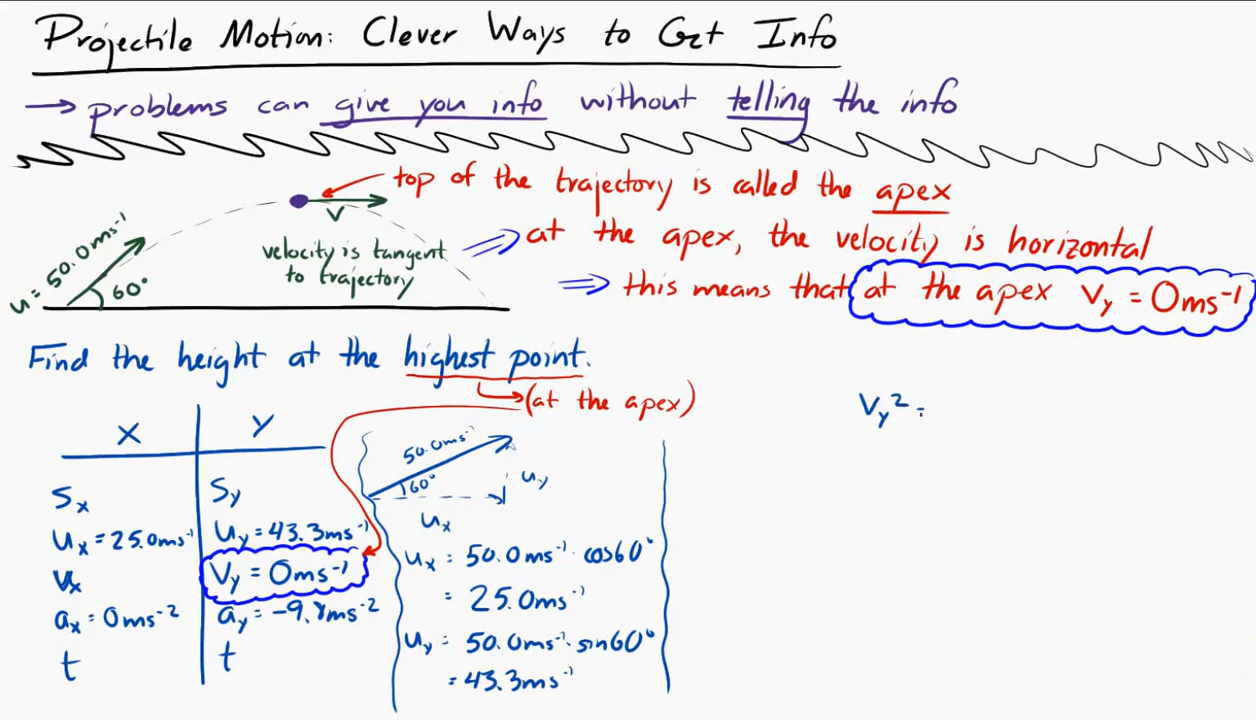 Projectile Motion: Clever Ways to Get Info
→ problems can give you info without telling the info
top of the trajectory is called the apex
v
u = 50.0ms⁻¹
60°
velocity is tangent
to trajectory
⇒ at the apex, the velocity is horizontal
⇒ this means that at the apex Vy = 0ms⁻¹
Find the height at the highest point.
(at the apex)
Vy² =
X Y
Sx Sy
ux = 25.0ms⁻¹ uy = 43.3ms⁻¹
Vx Vy = 0ms⁻¹
ax = 0ms⁻² ay = -9.8ms⁻²
t t
50.0ms⁻¹
60°
uy
ux
ux = 50.0ms⁻¹ · cos60°
= 25.0ms⁻¹
uy = 50.0ms⁻¹ · sin60°
= 43.3ms⁻¹